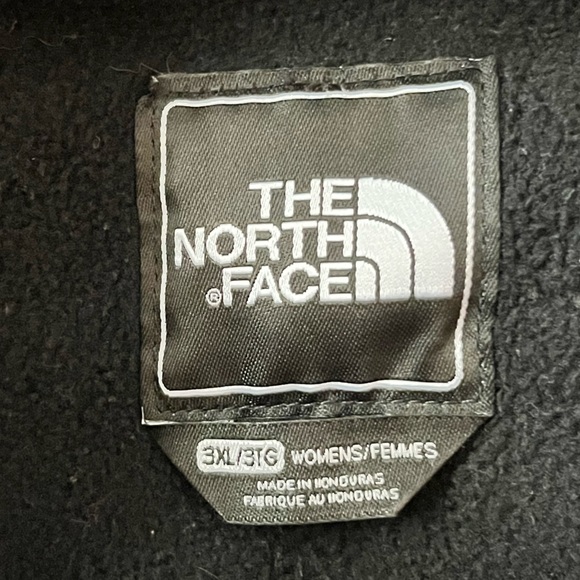 THE
NORTH
®FACE
3XL/3TG WOMENS/FEMMES
MADE IN HONDURAS
FABRIQUE AU HONDURAS